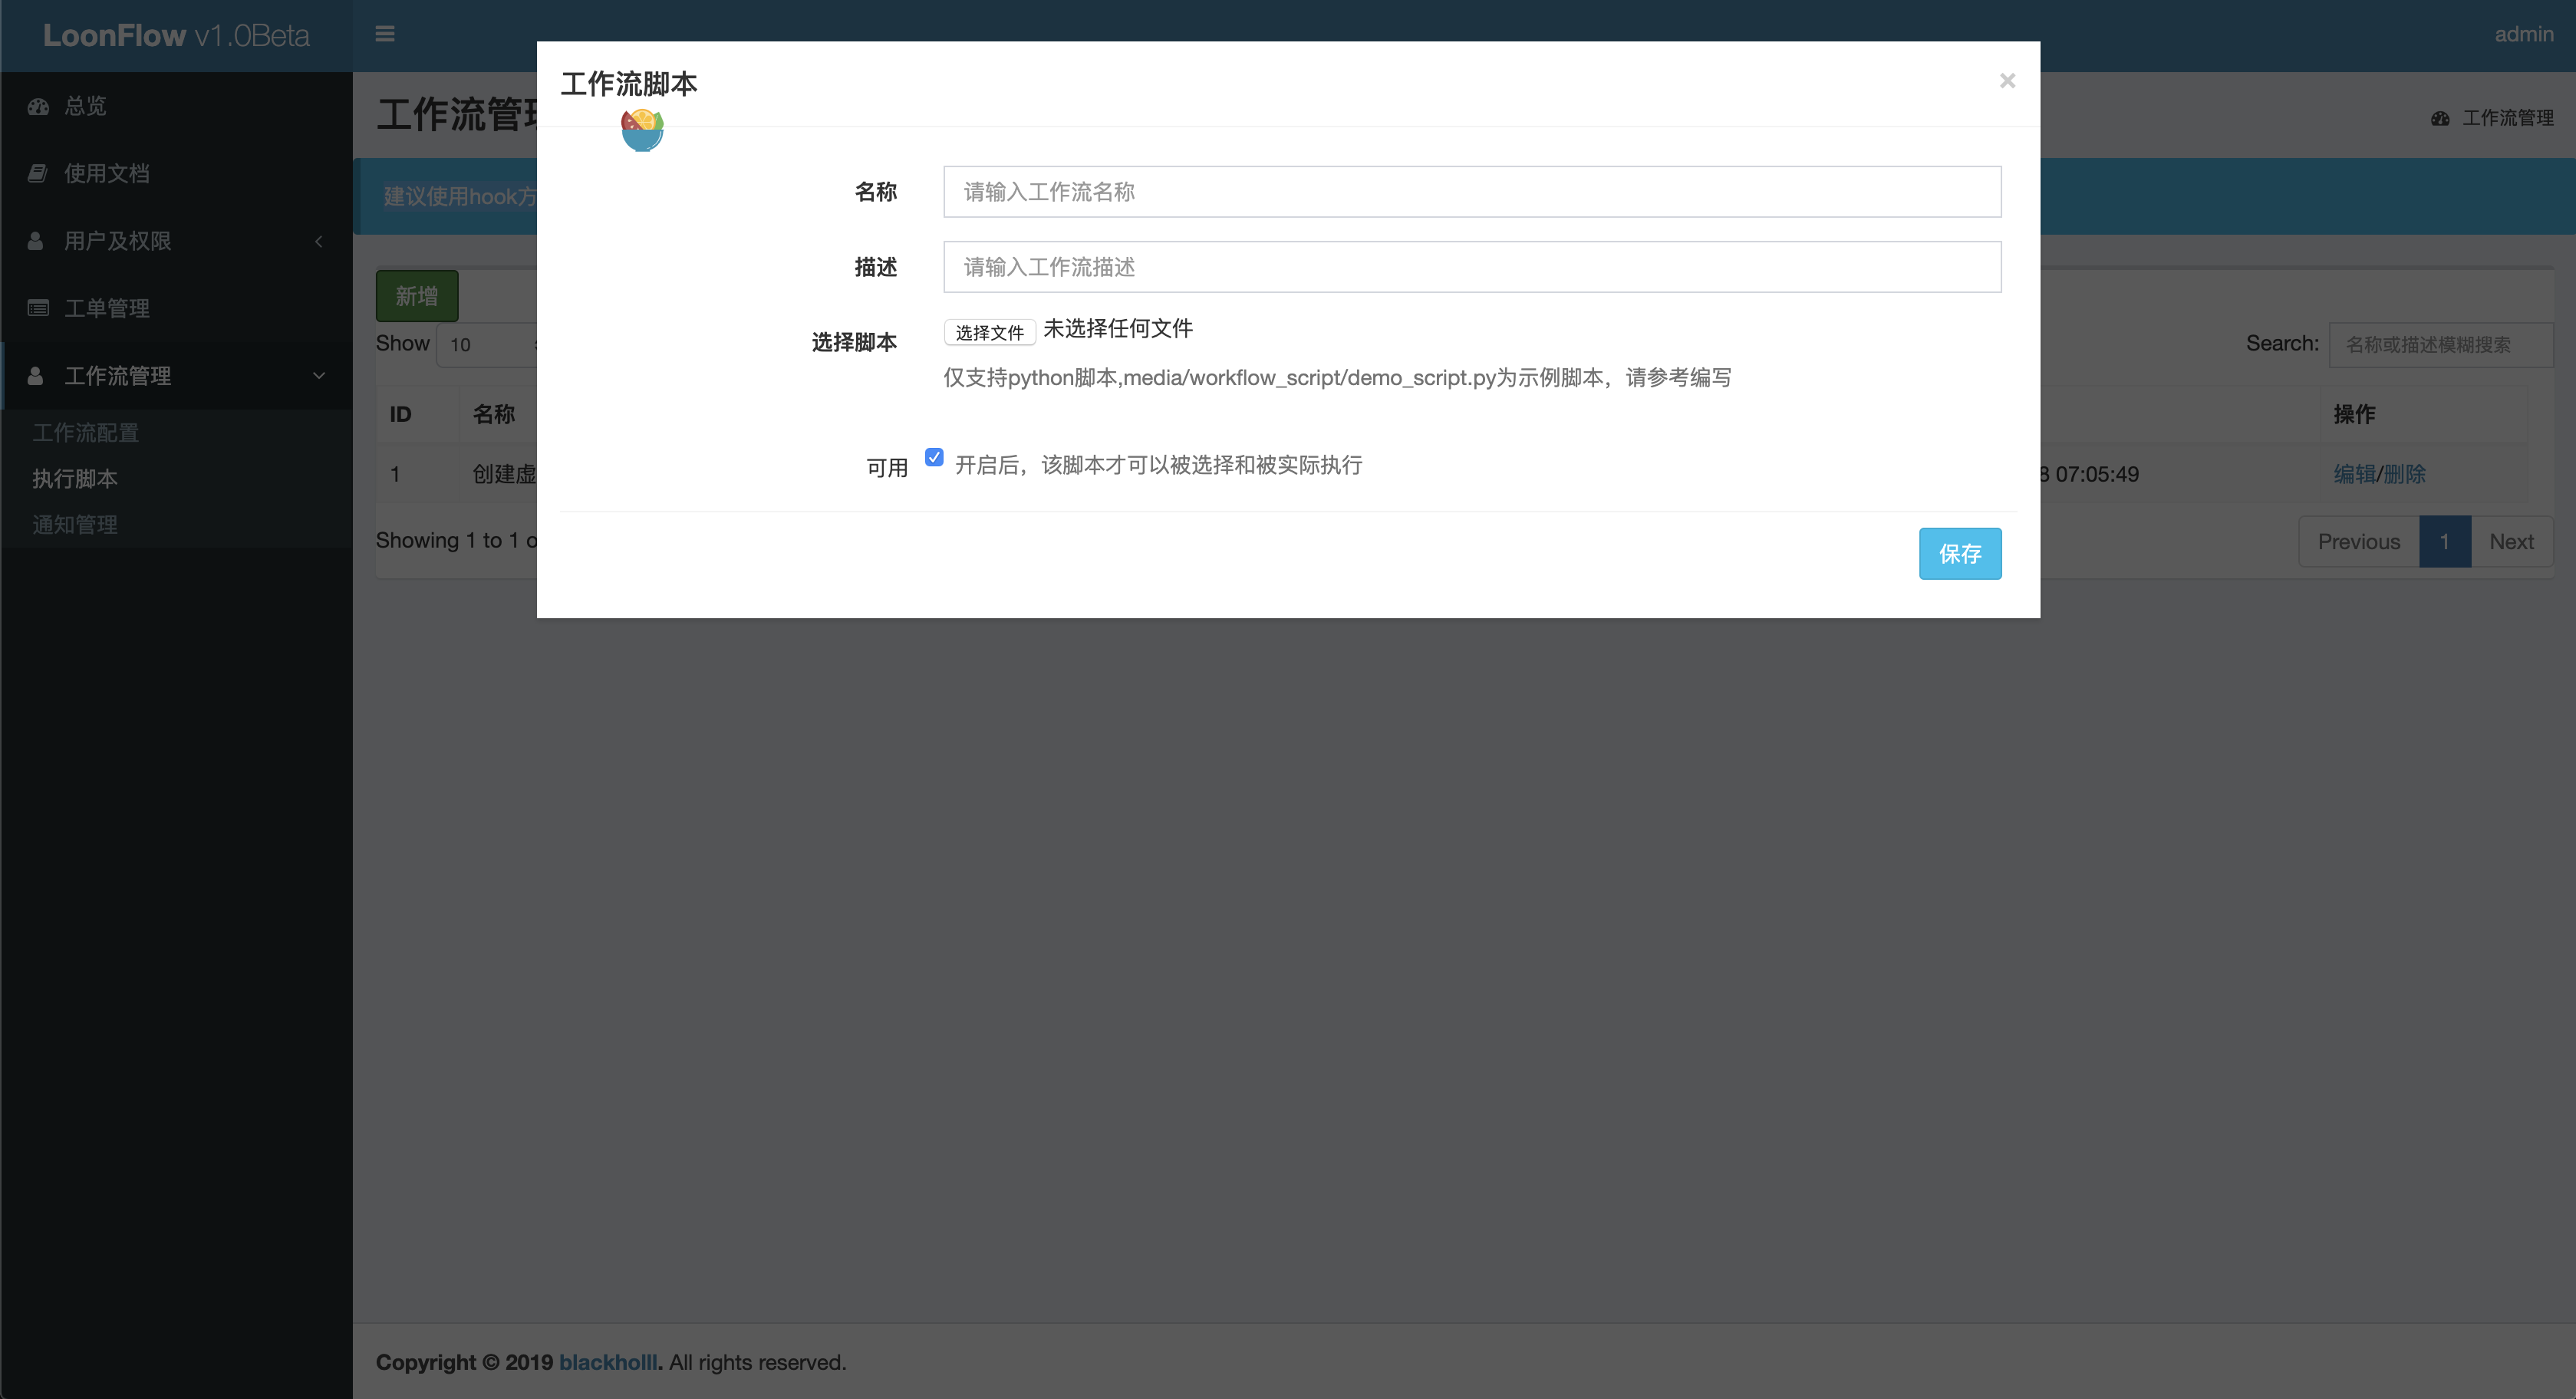 LoonFlow v1.0Beta
admin
总览
使用文档
用户及权限
工单管理
工作流管理
工作流配置
执行脚本
通知管理
工作流管理
工作流管理
建议使用hook方
新增
Show 10
Search: 名称或描述模糊搜索
ID 名称 操作
1 创建虚 07:05:49 编辑/删除
Showing 1 to 1 o
Previous 1 Next
工作流脚本 ×
名称 请输入工作流名称
描述 请输入工作流描述
选择脚本 选择文件 未选择任何文件
仅支持python脚本,media/workflow_script/demo_script.py为示例脚本，请参考编写
可用 开启后，该脚本才可以被选择和被实际执行
保存
Copyright © 2019 blackholll. All rights reserved.